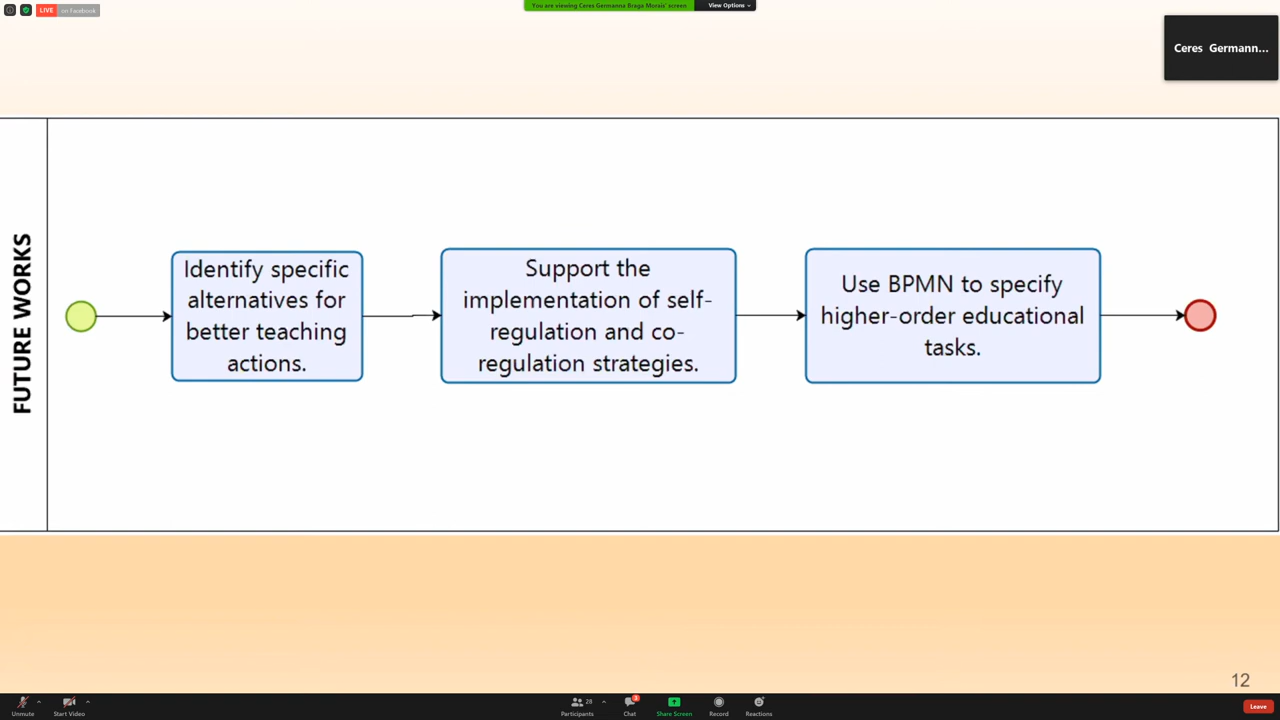 LIVE on Facebook
You are viewing Ceres Germanna Braga Morais' screen
View Options
Ceres Germann...
FUTURE WORKS
Identify specific
alternatives for
better teaching
actions.
Support the
implementation of self-
regulation and co-
regulation strategies.
Use BPMN to specify
higher-order educational
tasks.
12
Unmute
Start Video
Participants
28
Chat
3
Share Screen
Record
Reactions
Leave